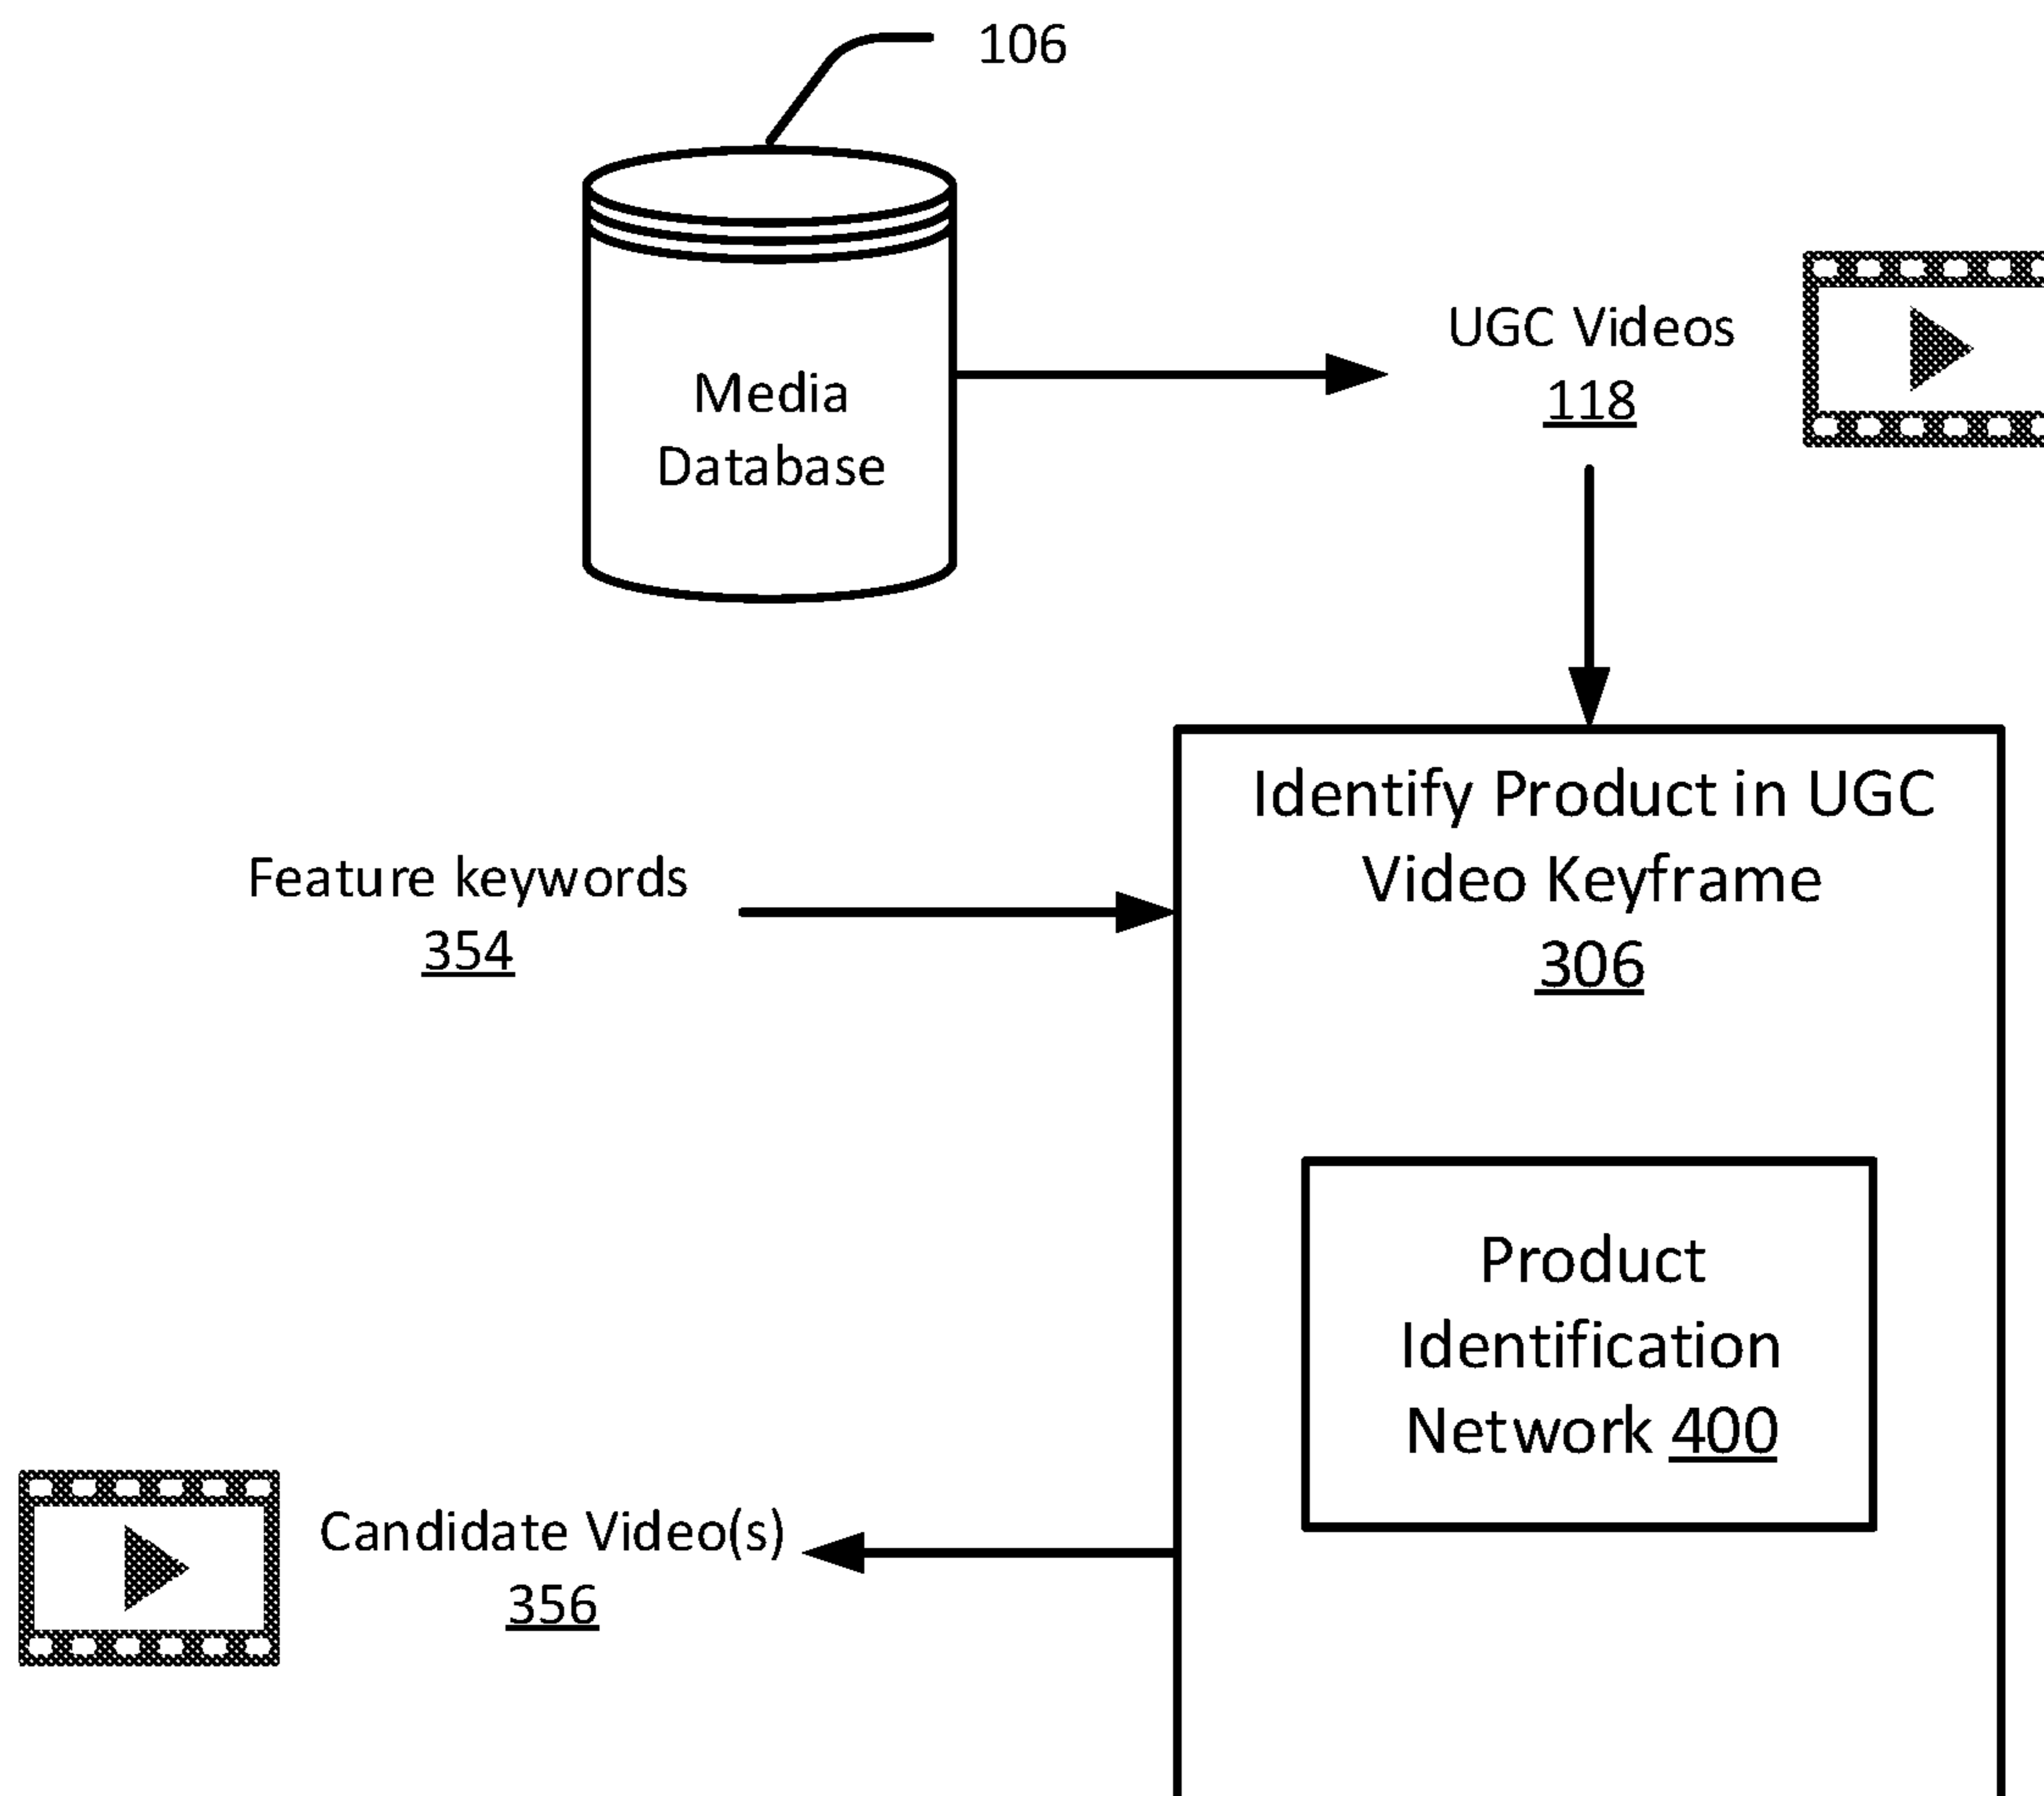 106
Media
Database
UGC Videos
118
Identify Product in UGC
Video Keyframe
306
Feature keywords
354
Product
Identification
Network 400
Candidate Video(s)
356